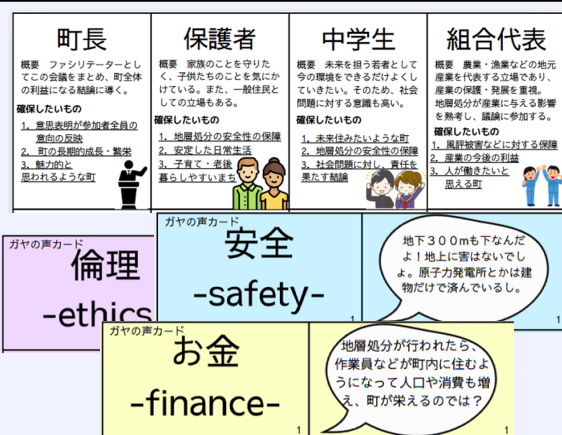 町長
概要　ファシリテーターとし
てこの会議をまとめ、町全体
の利益になる結論に導く。
確保したいもの
1，意思表明が参加者全員の
意向の反映
2，町の長期的成長・繁栄
3，魅力的と
思われるような町
保護者
概要　家族のことを守りた
く、子供たちのことを気にか
けている。また、一般住民と
しての立場もある。
確保したいもの
1，地層処分の安全性の保障
2，安定した日常生活
3，子育て・老後
暮らしやすいまち
中学生
概要　未来を担う若者として
今の環境をできるだけよくし
ていきたい。そのため、社会
問題に対する意識も高い。
確保したいもの
1，未来住みたいような町
2，地層処分の安全性の保障
3，社会問題に対し、責任を
果たす結論
組合代表
概要　農業・漁業などの地元
産業を代表する立場であり、
産業の保護・発展を重視。
地層処分が産業に与える影響
を熟考し、議論に参加する。
確保したいもの
1，風評被害などに対する保障
2，産業の今後の利益
3，人が働きたいと
思える町
ガヤの声カード
倫理
-ethics
ガヤの声カード
安全
-safety-
1
地下３００ｍも下なんだ
よ！地上に害はないでし
ょ。原子力発電所とかは建
物だけで済んでいるし。
1
ガヤの声カード
お金
-finance-
1
地層処分が行われたら、
作業員などが町内に住むよ
うになって人口や消費も増
え、町が栄えるのでは？
1